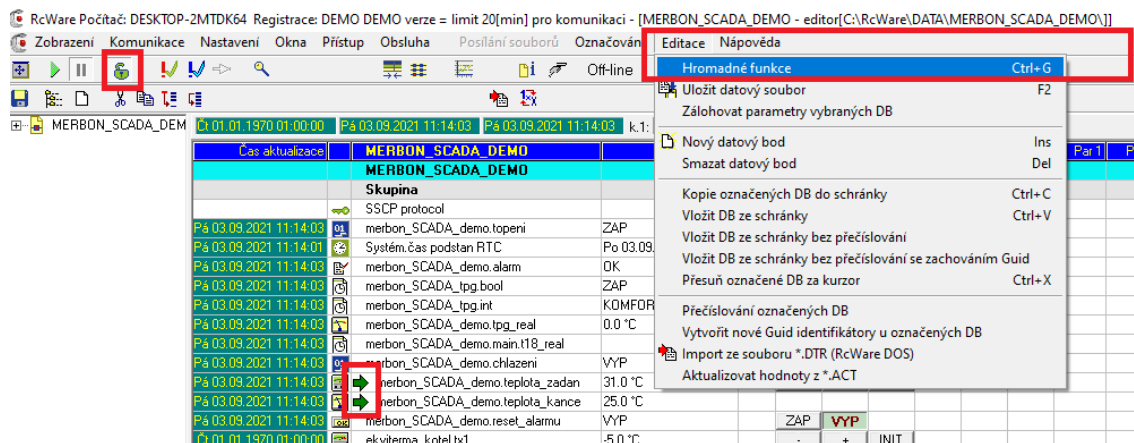 RcWare Počítač: DESKTOP-2MTDK64 Registrace: DEMO DEMO verze = limit 20[min] pro komunikaci - [MERBON_SCADA_DEMO - editor[C:\RcWare\DATA\MERBON_SCADA_DEMO\]]
Zobrazení Komunikace Nastavení Okna Přístup Obsluha Posílání souborů Označován Editace Nápověda
Off-line
Hromadné funkce Ctrl+G
Uložit datový soubor F2
Zálohovat parametry vybraných DB
Nový datový bod Ins
Smazat datový bod Del
Kopie označených DB do schránky Ctrl+C
Vložit DB ze schránky Ctrl+V
Vložit DB ze schránky bez přečíslování
Vložit DB ze schránky bez přečíslování se zachováním Guid
Přesuň označené DB za kurzor Ctrl+X
Přečíslování označených DB
Vytvořit nové Guid identifikátory u označených DB
Import ze souboru *.DTR (RcWare DOS)
Aktualizovat hodnoty z *.ACT
MERBON_SCADA_DEM Čt 01.01.1970 01:00:00 Pá 03.09.2021 11:14:03 Pá 03.09.2021 11:14:03 k.1:
Čas aktualizace MERBON_SCADA_DEMO Par 1 P
MERBON_SCADA_DEMO
Skupina
SSCP protocol
Pá 03.09.2021 11:14:03 merbon_SCADA_demo.topeni ZAP
Pá 03.09.2021 11:14:01 Systém.čas podstan RTC Po 03.09.
Pá 03.09.2021 11:14:03 merbon_SCADA_demo.alarm OK
Pá 03.09.2021 11:14:03 merbon_SCADA_tpg.bool ZAP
Pá 03.09.2021 11:14:03 merbon_SCADA_tpg.int KOMFOR
Pá 03.09.2021 11:14:03 merbon_SCADA_demo.tpg_real 0.0 °C
Pá 03.09.2021 11:14:03 merbon_SCADA_demo.main.t18_real
Pá 03.09.2021 11:14:03 merbon_SCADA_demo.chlazeni VYP
Pá 03.09.2021 11:14:03 merbon_SCADA_demo.teplota_zadan 31.0 °C
Pá 03.09.2021 11:14:03 merbon_SCADA_demo.teplota_kance 25.0 °C
Pá 03.09.2021 11:14:03 merbon_SCADA_demo.reset_alarmu VYP ZAP VYP
Čt 01.01.1970 01:00:00 ekviterma_kotel.tx1 -5.0 °C - + INIT